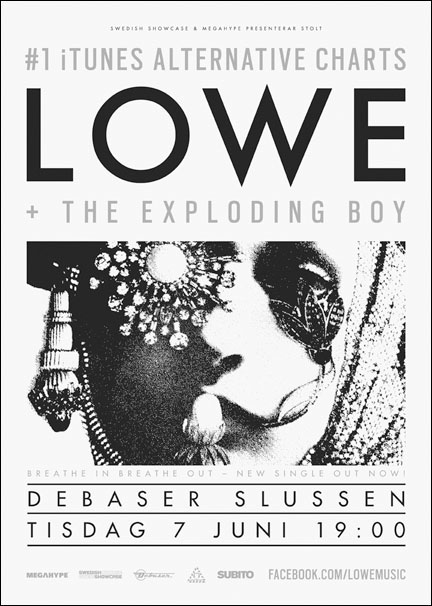 SWEDISH SHOWCASE & MEGAHYPE PRESENTERAR STOLT
#1 iTUNES ALTERNATIVE CHARTS
LOWE
+ THE EXPLODING BOY
BREATHE IN BREATHE OUT – NEW SINGLE OUT NOW!
DEBASER SLUSSEN
TISDAG 7 JUNI 19:00
MEGAHYPE SWEDISH SHOWCASE Debaser SUBITO FACEBOOK.COM/LOWEMUSIC